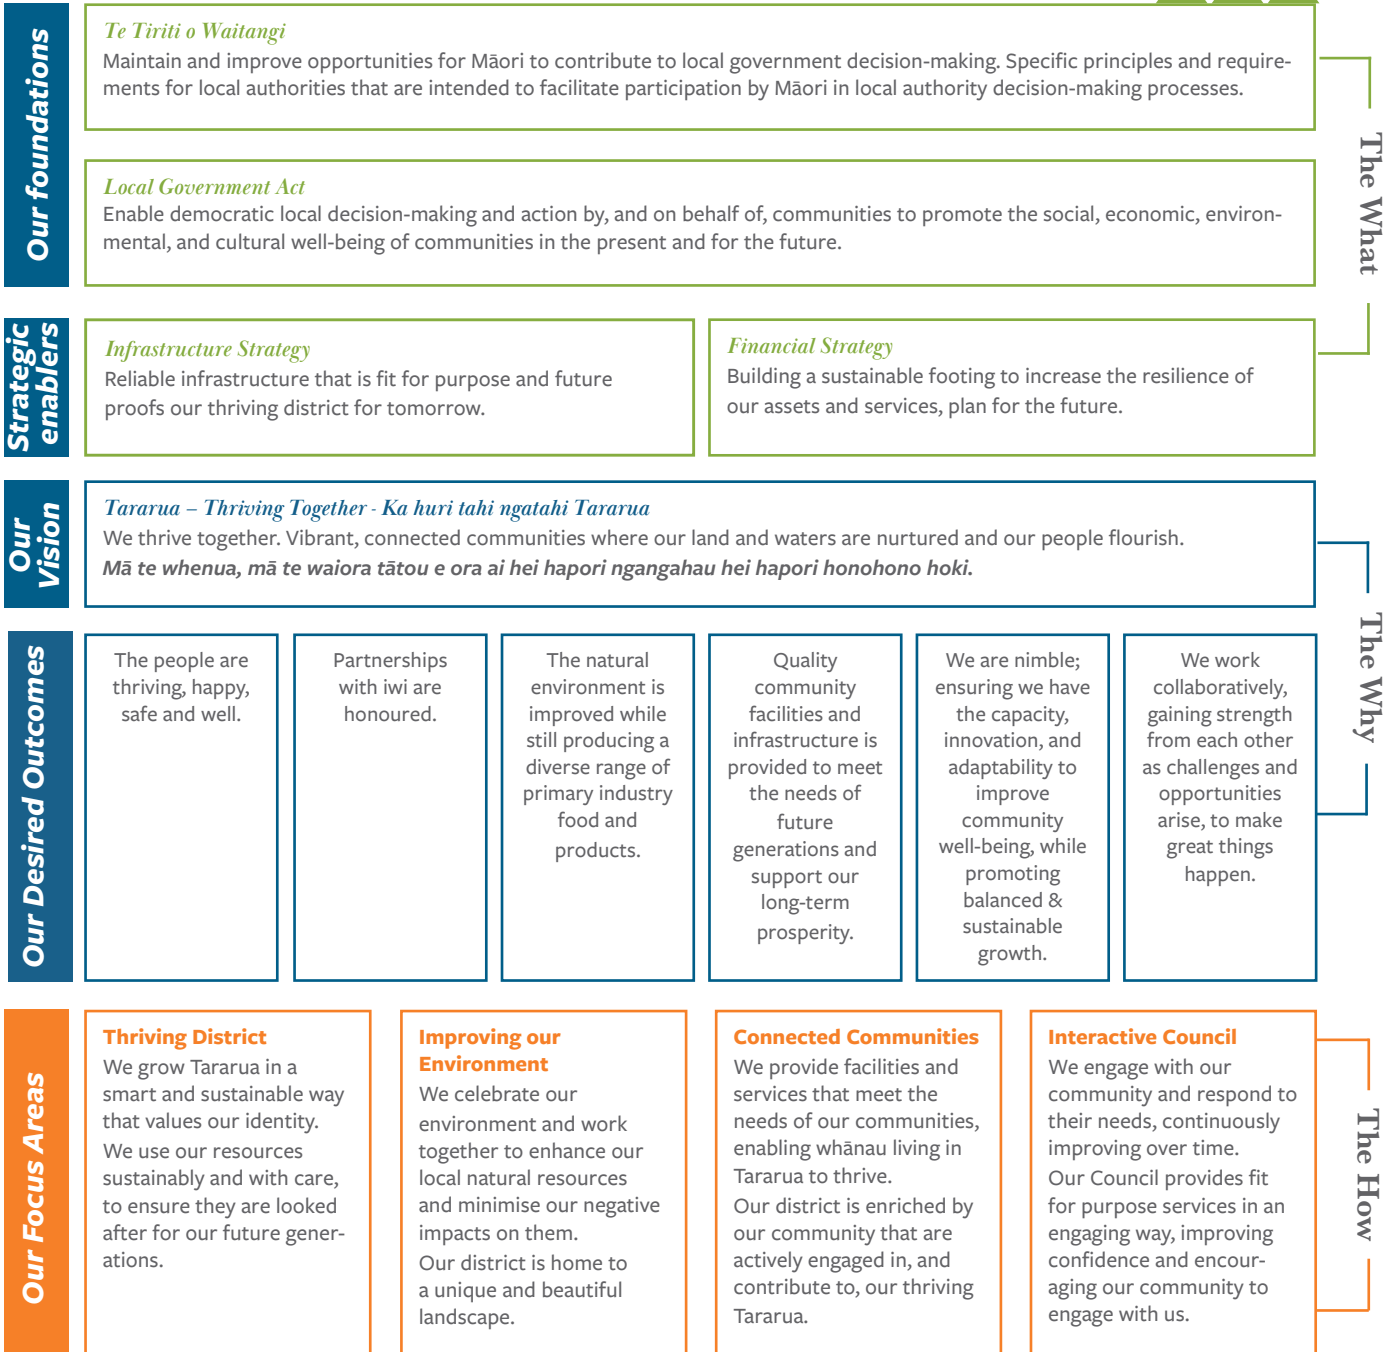 Our foundations
Te Tiriti o Waitangi
Maintain and improve opportunities for Māori to contribute to local government decision-making. Specific principles and require-
ments for local authorities that are intended to facilitate participation by Māori in local authority decision-making processes.
Local Government Act
Enable democratic local decision-making and action by, and on behalf of, communities to promote the social, economic, environ-
mental, and cultural well-being of communities in the present and for the future.
Strategic
enablers
Infrastructure Strategy
Reliable infrastructure that is fit for purpose and future
proofs our thriving district for tomorrow.
Financial Strategy
Building a sustainable footing to increase the resilience of
our assets and services, plan for the future.
The What
Our
Vision
Tararua – Thriving Together - Ka huri tahi ngatahi Tararua
We thrive together. Vibrant, connected communities where our land and waters are nurtured and our people flourish.
Mā te whenua, mā te waiora tātou e ora ai hei hapori ngangahau hei hapori honohono hoki.
Our Desired Outcomes
The people are
thriving, happy,
safe and well.
Partnerships
with iwi are
honoured.
The natural
environment is
improved while
still producing a
diverse range of
primary industry
food and
products.
Quality
community
facilities and
infrastructure is
provided to meet
the needs of
future
generations and
support our
long-term
prosperity.
We are nimble;
ensuring we have
the capacity,
innovation, and
adaptability to
improve
community
well-being, while
promoting
balanced &
sustainable
growth.
We work
collaboratively,
gaining strength
from each other
as challenges and
opportunities
arise, to make
great things
happen.
The Why
Our Focus Areas
Thriving District
We grow Tararua in a
smart and sustainable way
that values our identity.
We use our resources
sustainably and with care,
to ensure they are looked
after for our future gener-
ations.
Improving our
Environment
We celebrate our
environment and work
together to enhance our
local natural resources
and minimise our negative
impacts on them.
Our district is home to
a unique and beautiful
landscape.
Connected Communities
We provide facilities and
services that meet the
needs of our communities,
enabling whānau living in
Tararua to thrive.
Our district is enriched by
our community that are
actively engaged in, and
contribute to, our thriving
Tararua.
Interactive Council
We engage with our
community and respond to
their needs, continuously
improving over time.
Our Council provides fit
for purpose services in an
engaging way, improving
confidence and encour-
aging our community to
engage with us.
The How